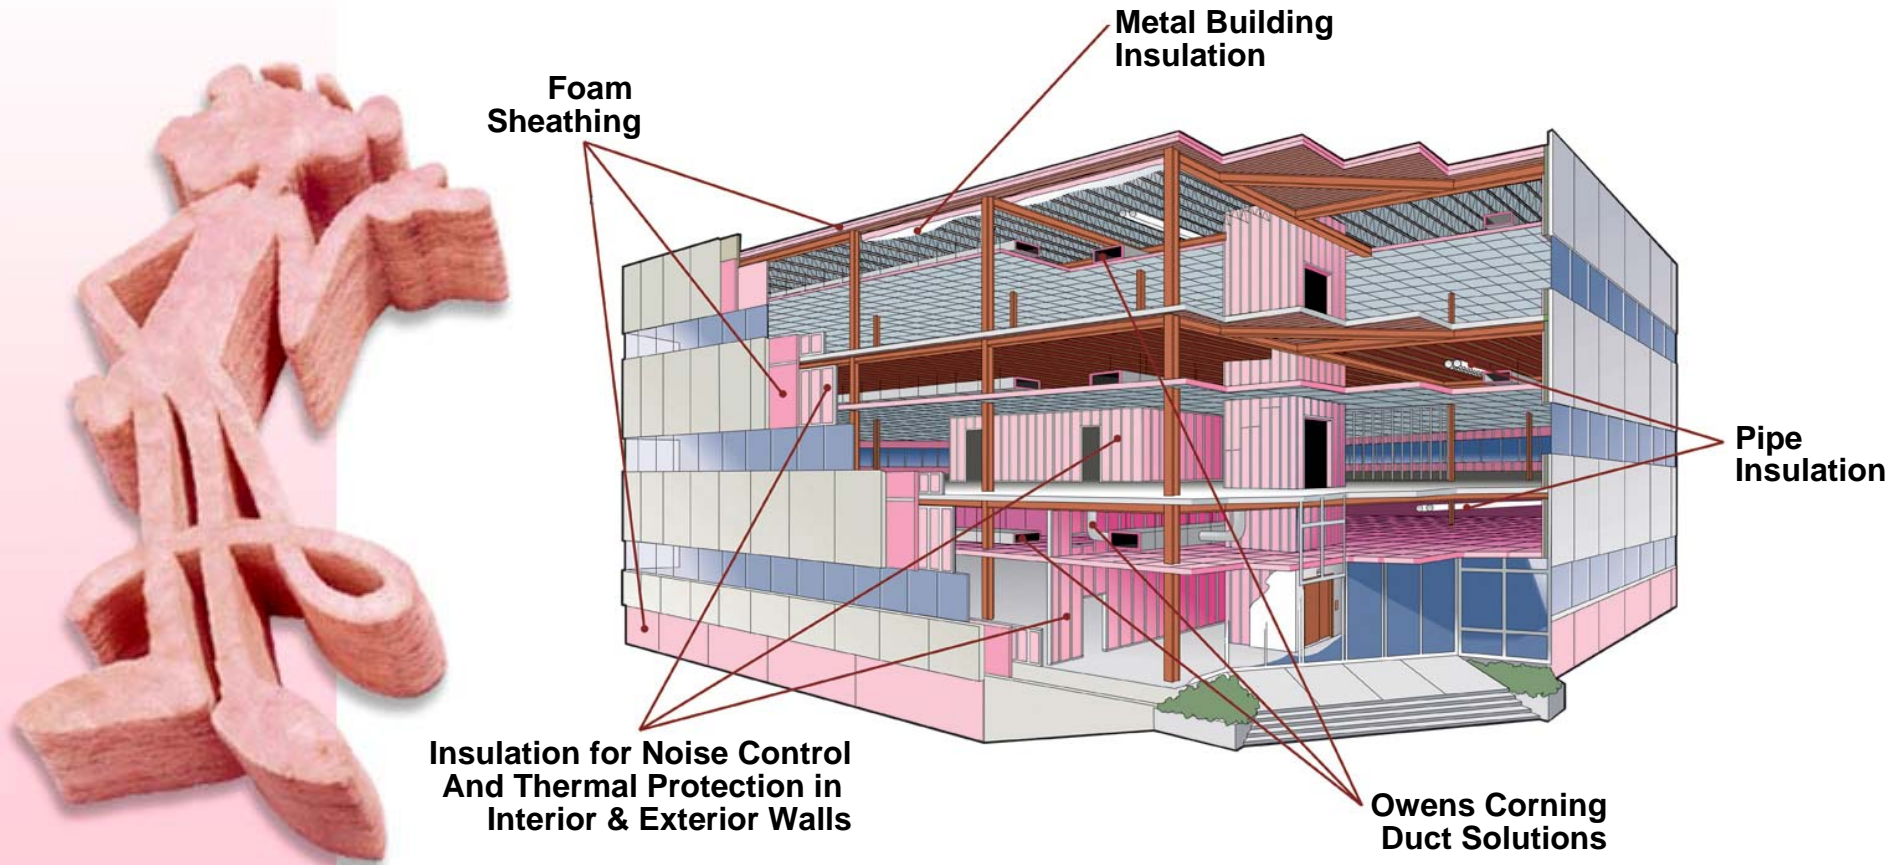 Metal Building
Insulation
Foam
Sheathing
Pipe
Insulation
Insulation for Noise Control
And Thermal Protection in
Interior & Exterior Walls
Owens Corning
Duct Solutions